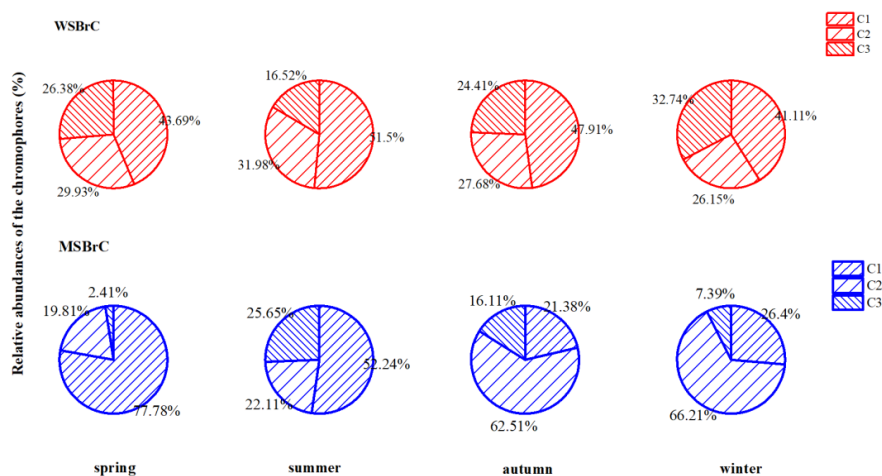 WSBrC
C1
C2
C3
26.38%
43.69%
29.93%
16.52%
51.5%
31.98%
24.41%
47.91%
27.68%
32.74%
41.11%
26.15%
Relative abundances of the chromophores (%)
MSBrC
C1
C2
C3
2.41%
19.81%
77.78%
25.65%
52.24%
22.11%
16.11%
21.38%
62.51%
7.39%
26.4%
66.21%
spring
summer
autumn
winter